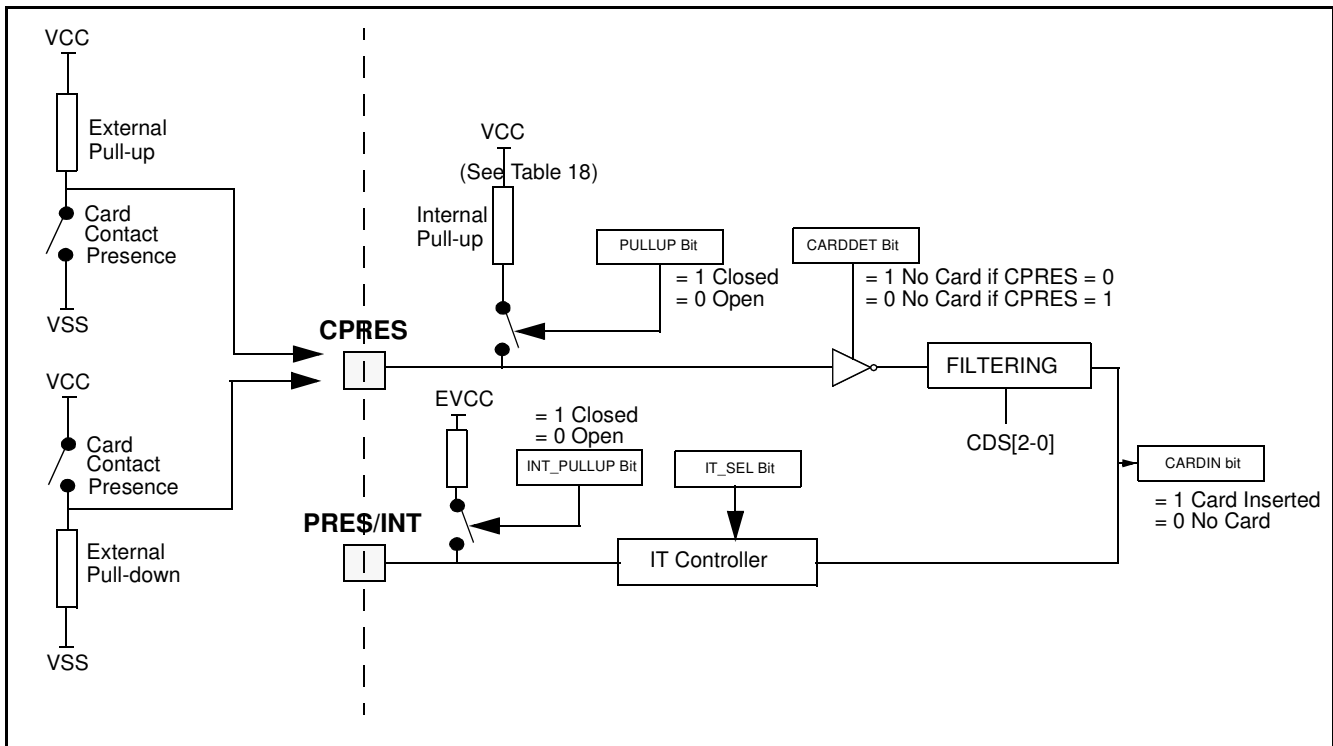 VCC
External
Pull-up
Card
Contact
Presence
VSS
VCC
Card
Contact
Presence
External
Pull-down
VSS
VCC
(See Table 18)
Internal
Pull-up
PULLUP Bit
= 1 Closed
= 0 Open
CARDDET Bit
= 1 No Card if CPRES = 0
= 0 No Card if CPRES = 1
CPRES
FILTERING
CDS[2-0]
EVCC
= 1 Closed
= 0 Open
INT_PULLUP Bit
IT_SEL Bit
CARDIN bit
= 1 Card Inserted
= 0 No Card
PRES/INT
IT Controller